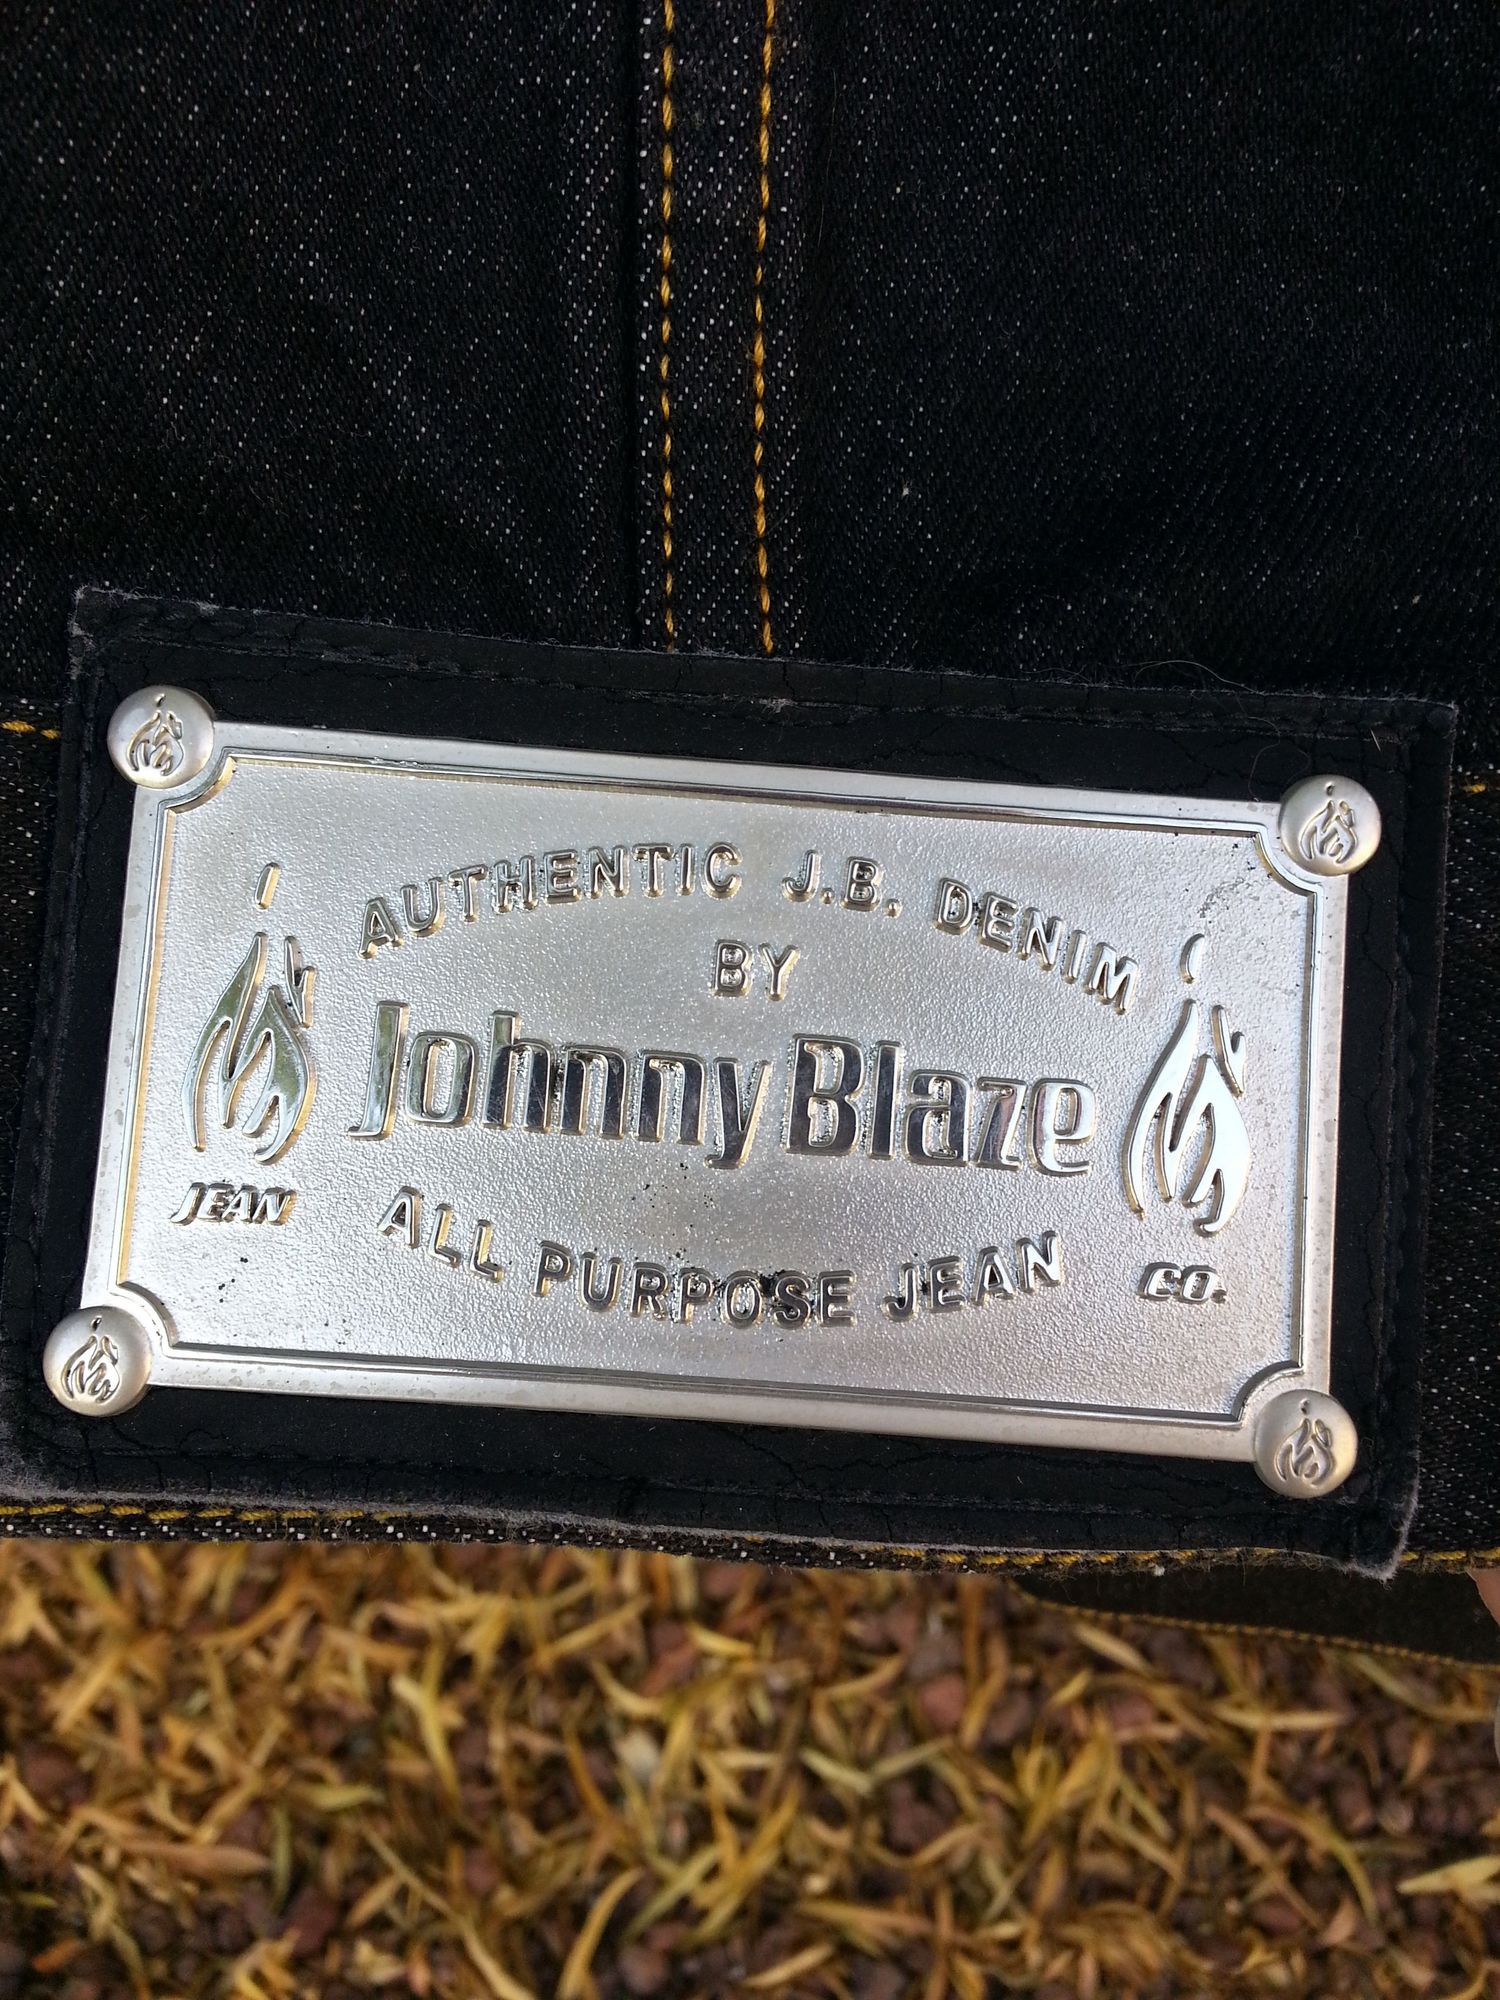 AUTHENTIC J.B. DENIM
BY
Johnny Blaze
JEAN
ALL PURPOSE JEAN
CO.